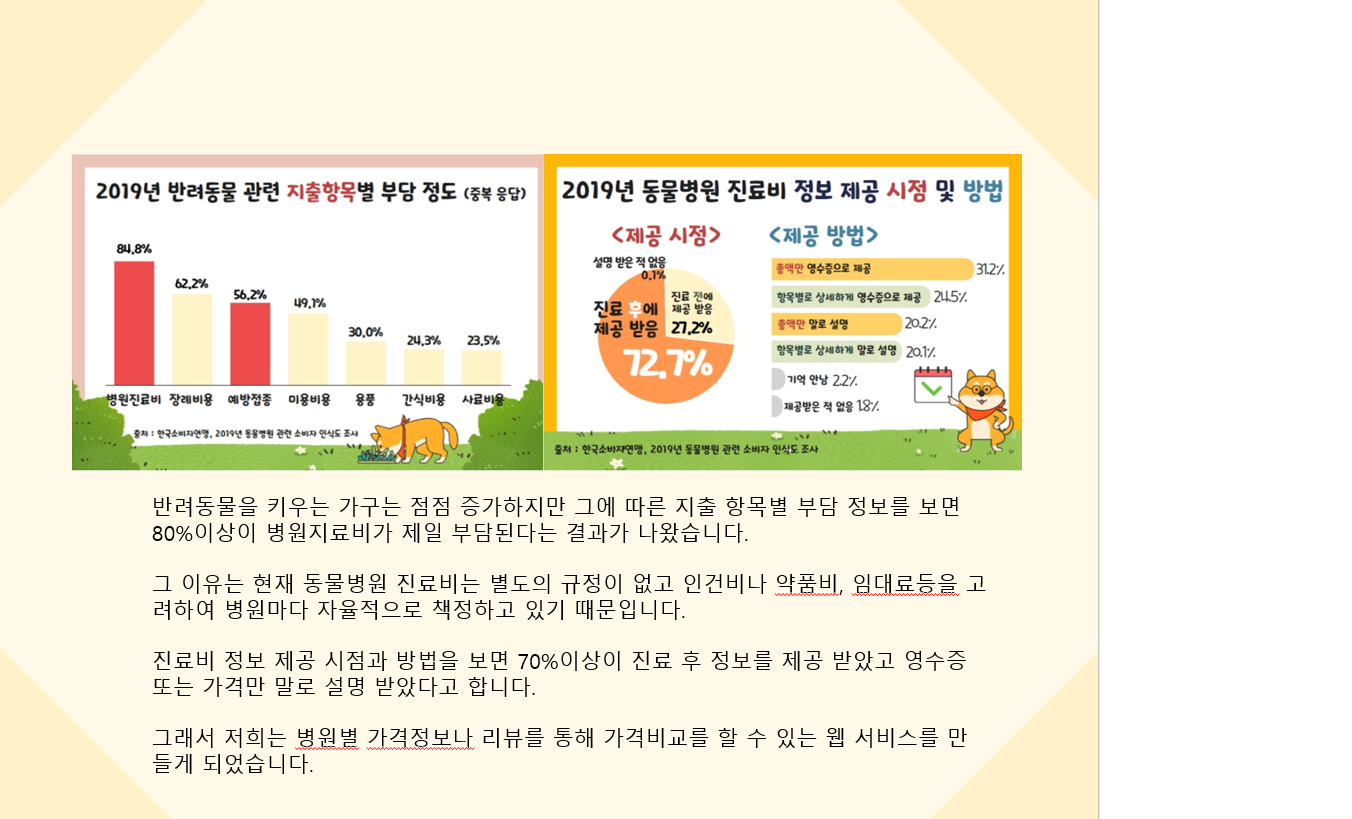 2019년 반려동물 관련 지출항목별 부담 정도 (중복 응답)
84.8%
62.2%
56.2%
49.1%
30.0%
24.3%
23.5%
병원진료비 장례비용 예방접종 미용비용 용품 간식비용 사료비용
출처 : 한국소비자연맹, 2019년 동물병원 관련 소비자 인식도 조사
2019년 동물병원 진료비 정보 제공 시점 및 방법
<제공 시점>
설명 받은 적 없음
0.1%
진료 전에
제공 받음
27.2%
진료 후에
제공 받음
72.7%
<제공 방법>
총액만 영수증으로 제공 31.2%
항목별로 상세하게 영수증으로 제공 24.5%
총액만 말로 설명 20.2%
항목별로 상세하게 말로 설명 20.1%
기억 안남 2.2%
제공받은 적 없음 1.8%
출처 : 한국소비자연맹, 2019년 동물병원 관련 소비자 인식도 조사
반려동물을 키우는 가구는 점점 증가하지만 그에 따른 지출 항목별 부담 정보를 보면
80%이상이 병원지료비가 제일 부담된다는 결과가 나왔습니다.
그 이유는 현재 동물병원 진료비는 별도의 규정이 없고 인건비나 약품비, 임대료등을 고
려하여 병원마다 자율적으로 책정하고 있기 때문입니다.
진료비 정보 제공 시점과 방법을 보면 70%이상이 진료 후 정보를 제공 받았고 영수증
또는 가격만 말로 설명 받았다고 합니다.
그래서 저희는 병원별 가격정보나 리뷰를 통해 가격비교를 할 수 있는 웹 서비스를 만
들게 되었습니다.